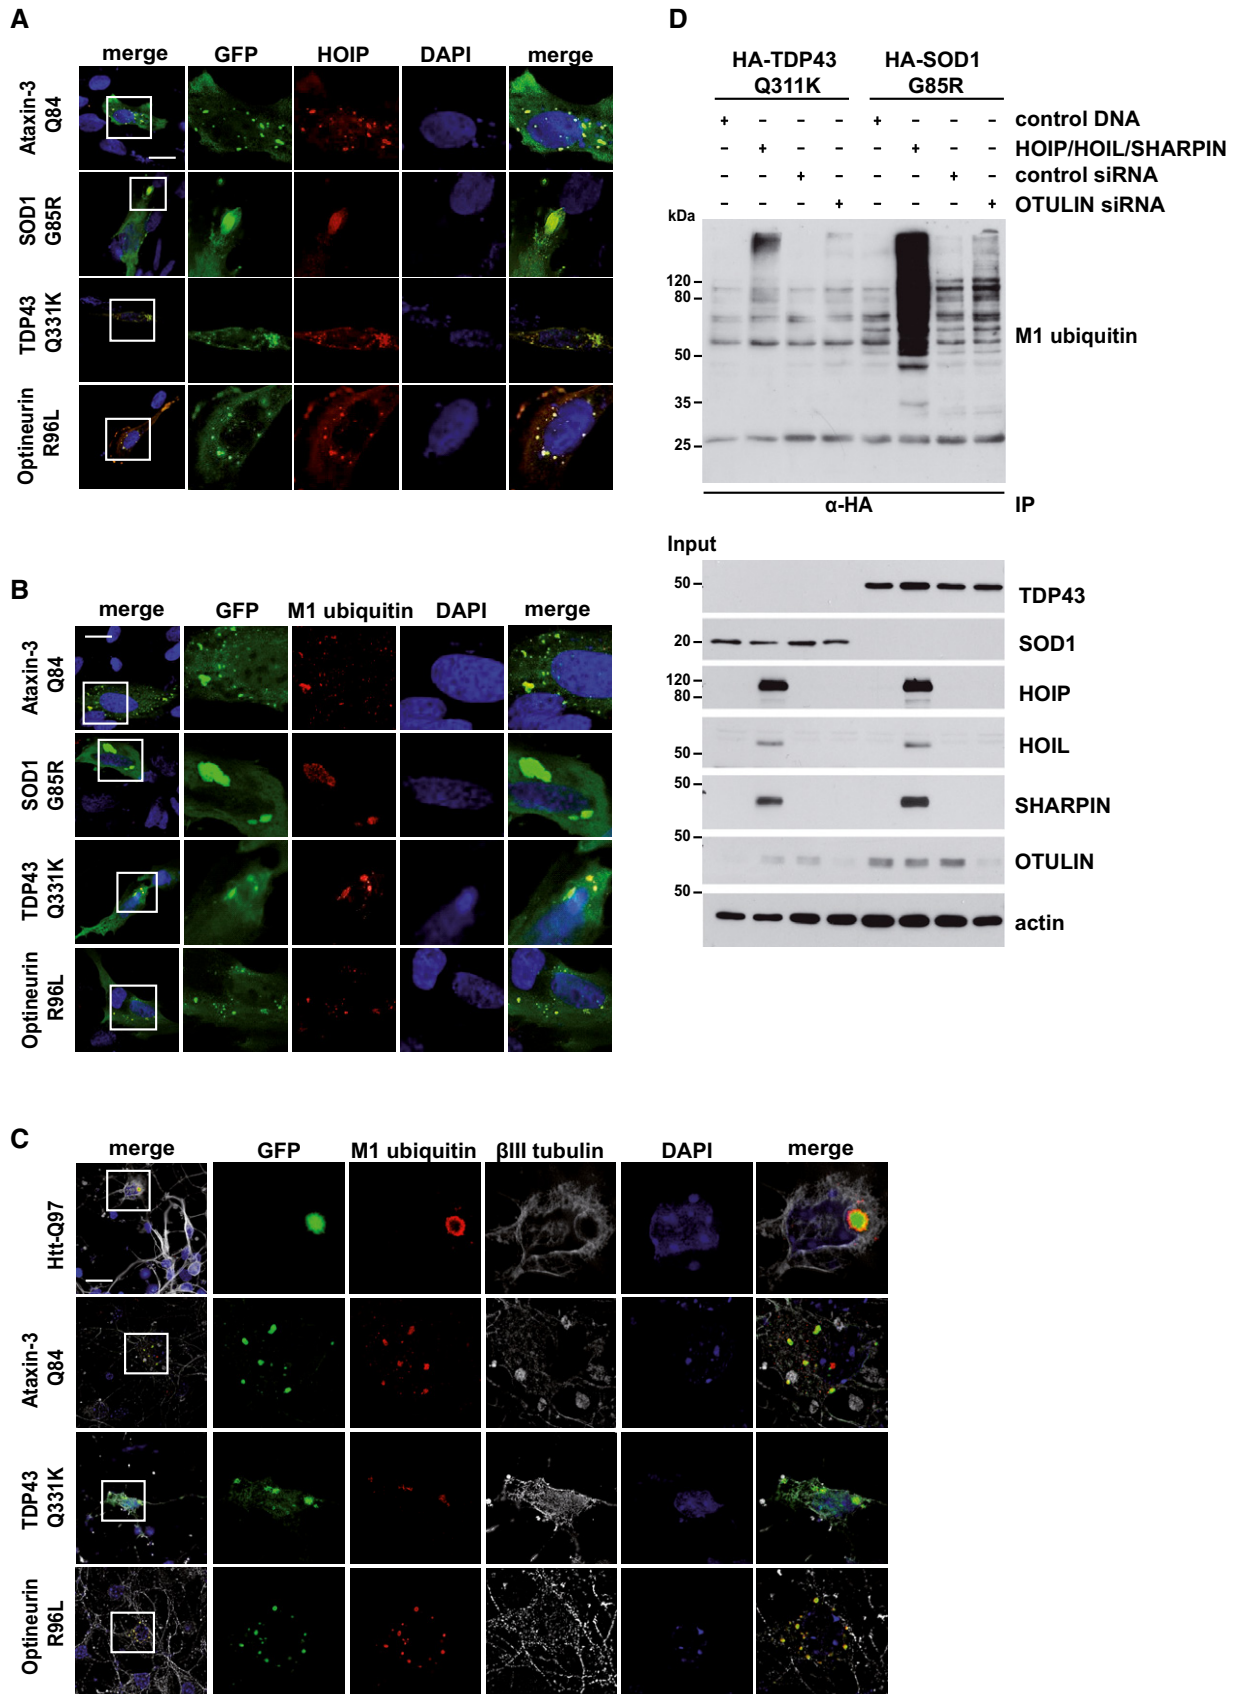 A
merge GFP HOIP DAPI merge
Ataxin-3 Q84
SOD1 G85R
TDP43 Q331K
Optineurin R96L
B
merge GFP M1 ubiquitin DAPI merge
Ataxin-3 Q84
SOD1 G85R
TDP43 Q331K
Optineurin R96L
C
merge GFP M1 ubiquitin βIII tubulin DAPI merge
Htt-Q97
Ataxin-3 Q84
TDP43 Q331K
Optineurin R96L
D
HA-TDP43 Q311K
HA-SOD1 G85R
+ – – – + – – – control DNA
– + – – – + – – HOIP/HOIL/SHARPIN
– – + – – – + – control siRNA
– – – + – – – + OTULIN siRNA
kDa
120
80
50
35
25
M1 ubiquitin
α-HA IP
Input
50 TDP43
20 SOD1
120
80
HOIP
50 HOIL
50
SHARPIN
50
OTULIN
50
actin